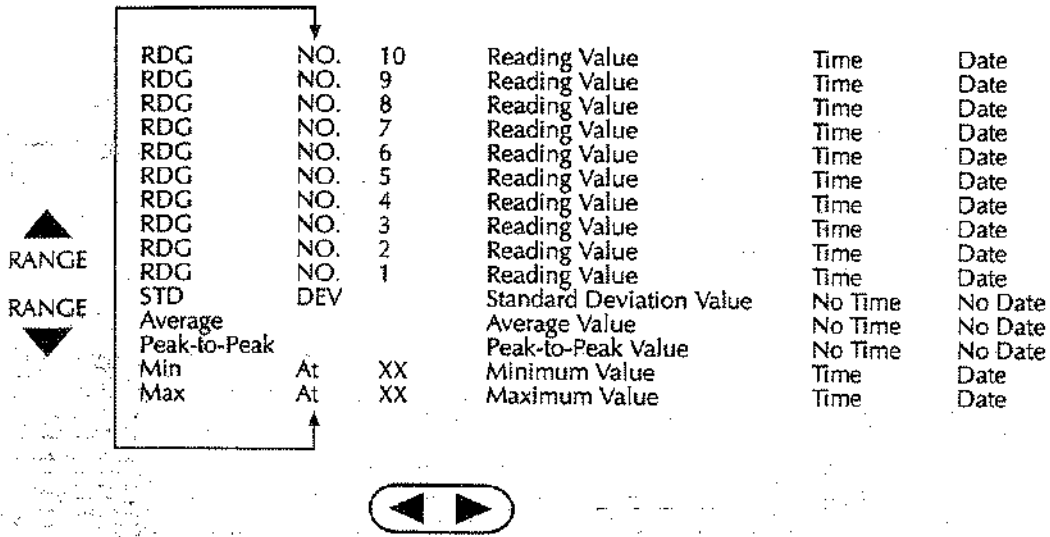 RDG NO. 10 Reading Value Time Date
RDG NO. 9 Reading Value Time Date
RDG NO. 8 Reading Value Time Date
RDG NO. 7 Reading Value Time Date
RDG NO. 6 Reading Value Time Date
RDG NO. 5 Reading Value Time Date
RDG NO. 4 Reading Value Time Date
RDG NO. 3 Reading Value Time Date
RDG NO. 2 Reading Value Time Date
RANGE
RDG NO. 1 Reading Value Time Date
STD DEV Standard Deviation Value No Time No Date
RANGE
Average Average Value No Time No Date
Peak-to-Peak Peak-to-Peak Value No Time No Date
Min At XX Minimum Value Time Date
Max At XX Maximum Value Time Date